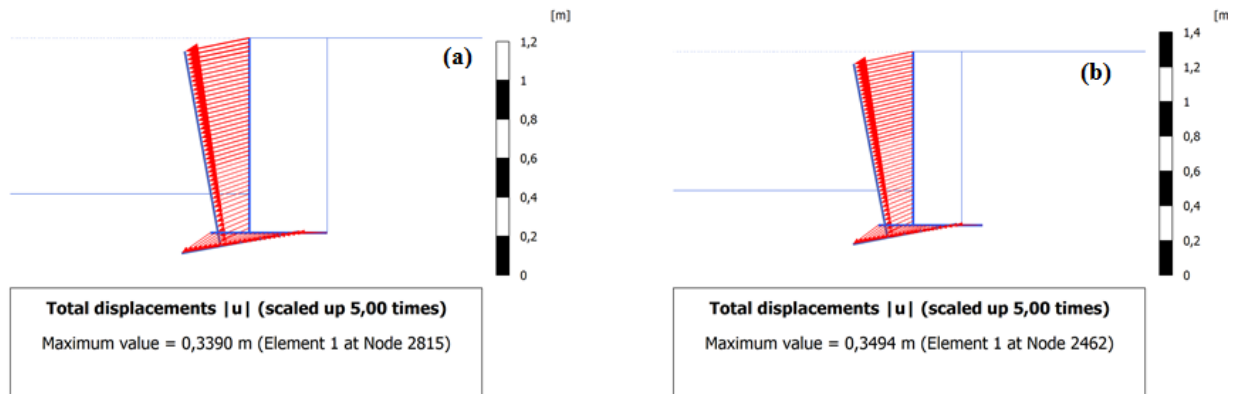 [m]
(a)
1,2
1
0,8
0,6
0,4
0,2
0
Total displacements |u| (scaled up 5,00 times)
Maximum value = 0,3390 m (Element 1 at Node 2815)
[m
(b)
1,4
1,2
1
0,8
0,6
0,4
0,2
0
Total displacements |u| (scaled up 5,00 times)
Maximum value = 0,3494 m (Element 1 at Node 2462)